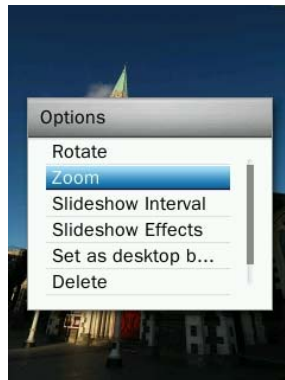 Options
Rotate
Zoom
Slideshow Interval
Slideshow Effects
Set as desktop b...
Delete